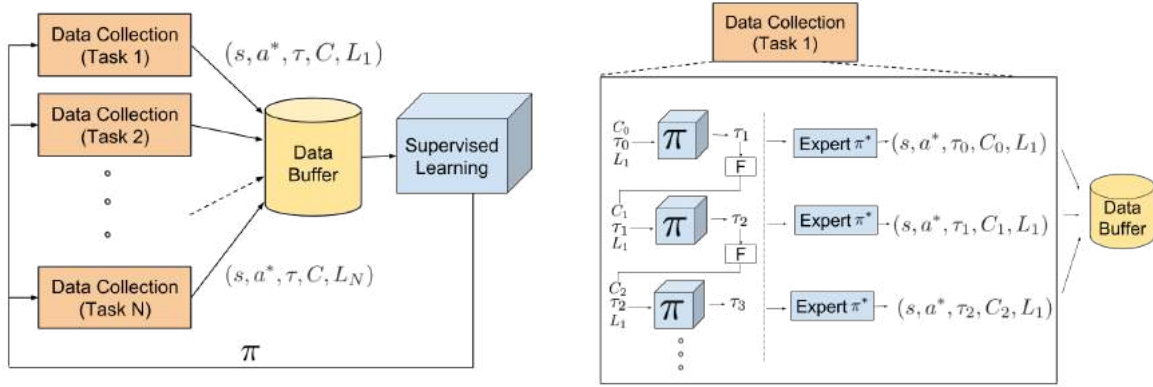 Data Collection
(Task 1)
(s, a*, τ, C, L₁)
Data Collection
(Task 2)
Data
Buffer
Supervised
Learning
Data Collection
(Task N)
(s, a*, τ, C, L_N)
π
Data Collection
(Task 1)
C₀
τ₀
L₁
π
τ₁
F
Expert π*
(s, a*, τ₀, C₀, L₁)
C₁
τ₁
L₁
π
τ₂
F
Expert π*
(s, a*, τ₁, C₁, L₁)
C₂
τ₂
L₁
π
τ₃
Expert π*
(s, a*, τ₂, C₂, L₁)
Data
Buffer